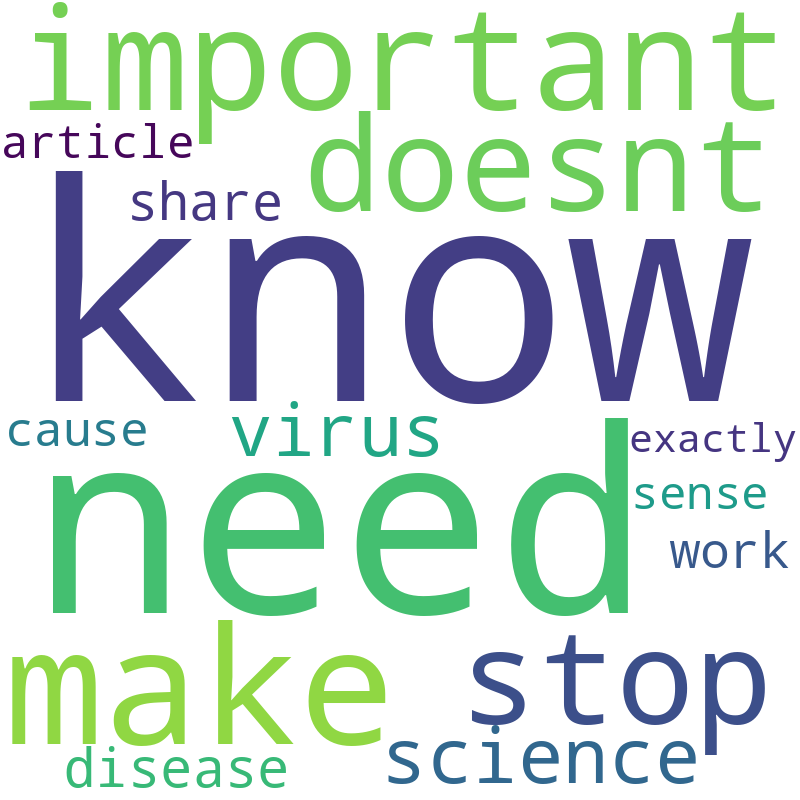 important
article
doesnt
share
know
cause
virus
exactly
need
sense
work
make
stop
science
disease